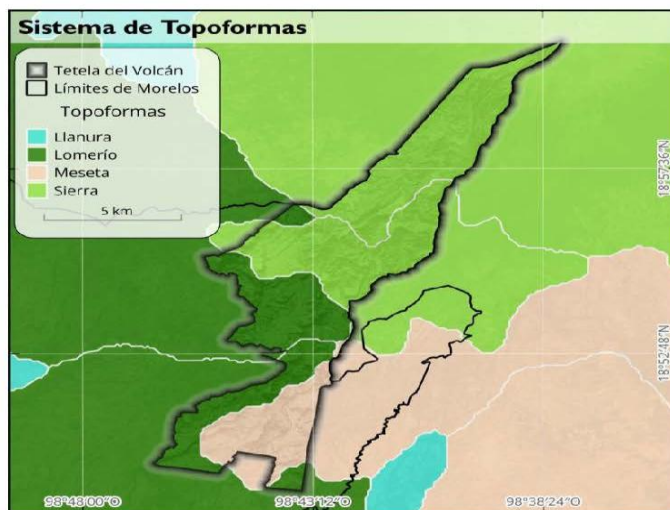 Sistema de Topoformas
Tetela del Volcán
Límites de Morelos
Topoformas
Llanura
Lomerío
Meseta
Sierra
5 km
18°57'36"N
18°52'48"N
98°48'00"O
98°43'12"O
98°38'24"O